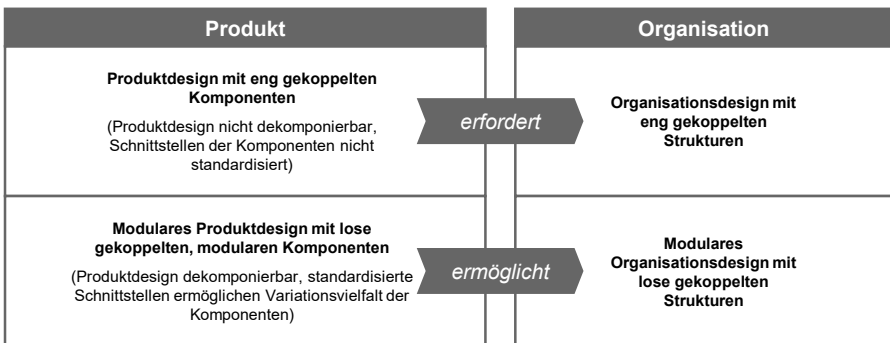 Produkt
Organisation
Produktdesign mit eng gekoppelten
Komponenten
(Produktdesign nicht dekomponierbar,
Schnittstellen der Komponenten nicht
standardisiert)
erfordert
Organisationsdesign mit
eng gekoppelten
Strukturen
Modulares Produktdesign mit lose
gekoppelten, modularen Komponenten
(Produktdesign dekomponierbar, standardisierte
Schnittstellen ermöglichen Variationsvielfalt der
Komponenten)
ermöglicht
Modulares
Organisationsdesign mit
lose gekoppelten
Strukturen